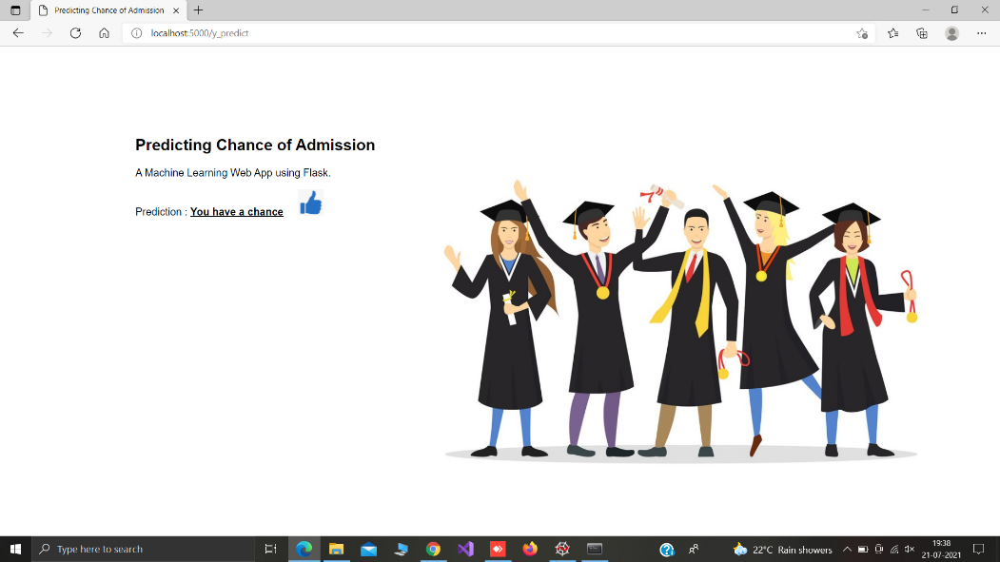 Predicting Chance of Admission
localhost:5000/y_predict
Predicting Chance of Admission
A Machine Learning Web App using Flask.
Prediction : You have a chance
Type here to search
22°C Rain showers
19:38
21-07-2021